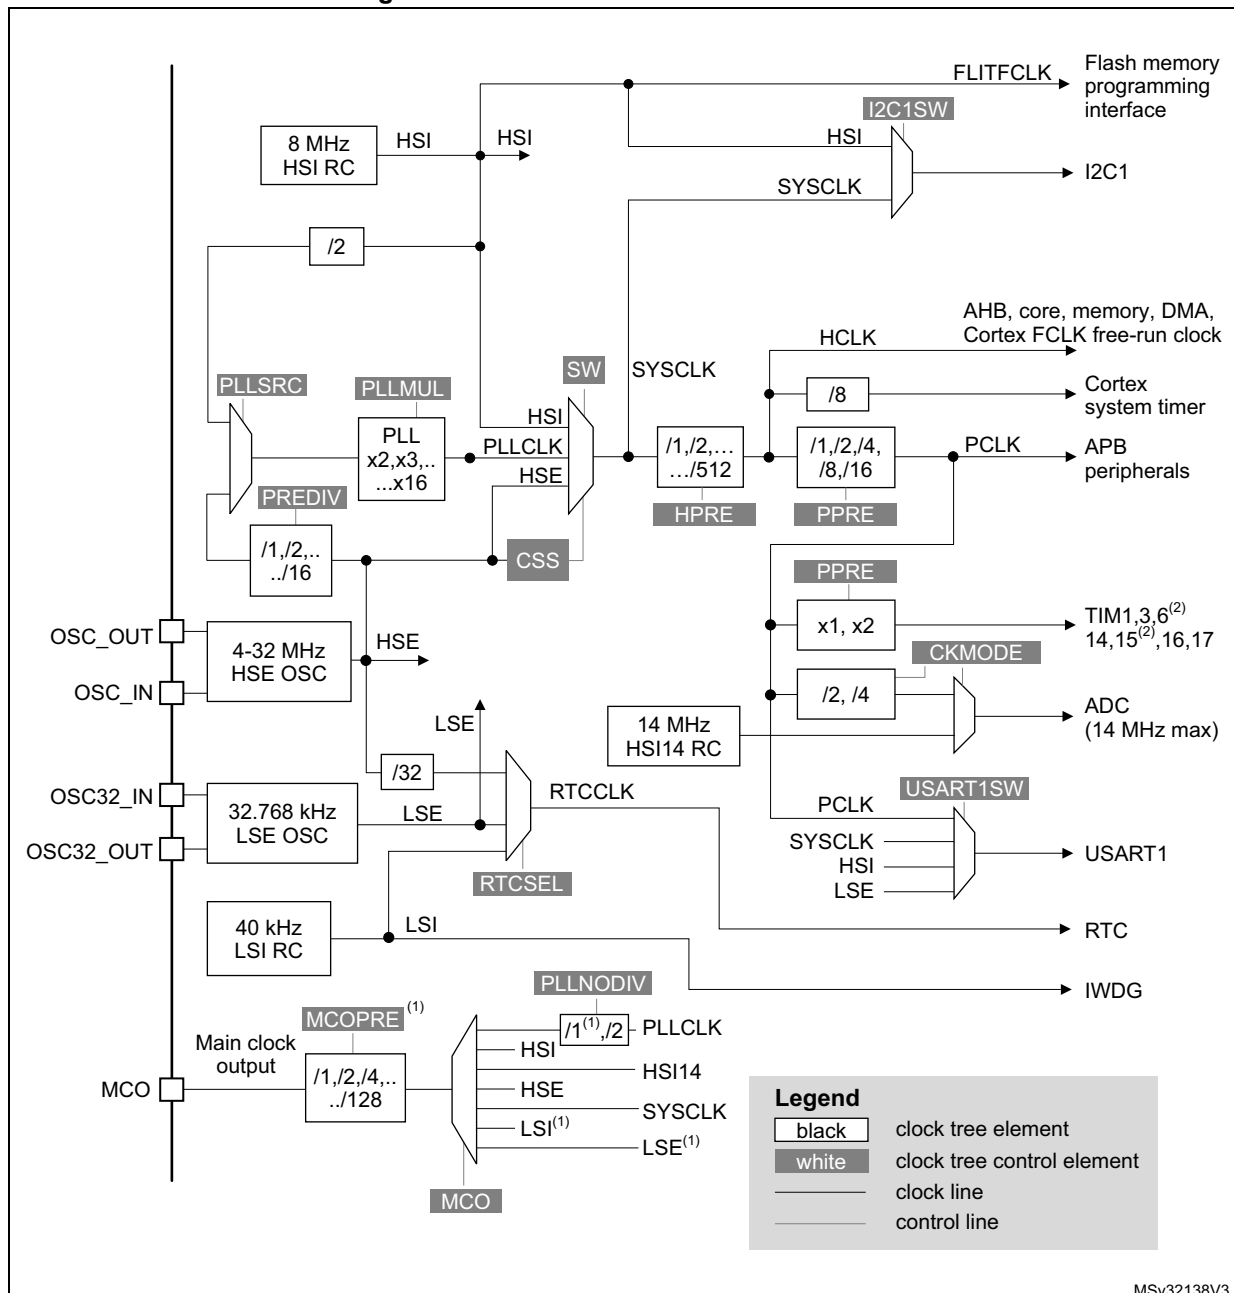 FLITFCLK
Flash memory
programming
interface
I2C1SW
8 MHz
HSI RC
HSI
HSI
HSI
SYSCLK
I2C1
/2
AHB, core, memory, DMA,
Cortex FCLK free-run clock
HCLK
PLLSRC
PLLMUL
SW
SYSCLK
/8
Cortex
system timer
HSI
PLL
x2,x3,..
...x16
PLLCLK
HSE
/1,/2,...
.../512
/1,/2,/4,
/8,/16
PCLK
APB
peripherals
PREDIV
HPRE
PPRE
/1,/2,..
../16
CSS
PPRE
OSC_OUT
OSC_IN
4-32 MHz
HSE OSC
HSE
x1, x2
TIM1,3,6(2)
14,15(2),16,17
CKMODE
/2, /4
LSE
14 MHz
HSI14 RC
ADC
(14 MHz max)
/32
OSC32_IN
OSC32_OUT
32.768 kHz
LSE OSC
LSE
RTCCLK
USART1SW
PCLK
SYSCLK
HSI
LSE
USART1
RTCSEL
40 kHz
LSI RC
LSI
RTC
IWDG
PLLNODIV
MCOPRE (1)
/1(1),/2
PLLCLK
Main clock
output
HSI
MCO
/1,/2,/4,..
../128
HSI14
HSE
SYSCLK
LSI(1)
LSE(1)
MCO
Legend
black
clock tree element
white
clock tree control element
clock line
control line
MSv32138V3